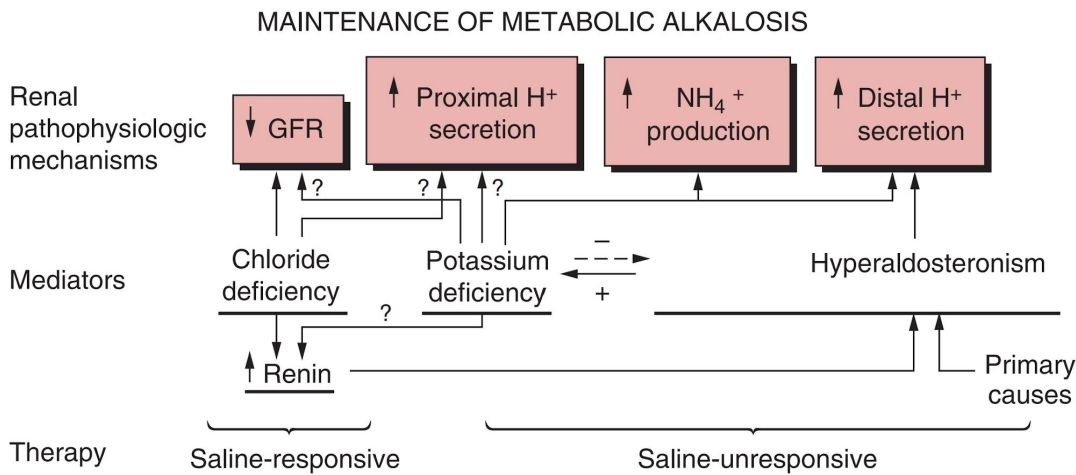 MAINTENANCE OF METABOLIC ALKALOSIS
Renal
pathophysiologic
mechanisms
↓ GFR
↑ Proximal H⁺
secretion
↑ NH₄⁺
production
↑ Distal H⁺
secretion
?
?
?
Mediators
Chloride
deficiency
Potassium
deficiency
–
+
Hyperaldosteronism
?
↑ Renin
Primary
causes
Therapy
Saline-responsive
Saline-unresponsive